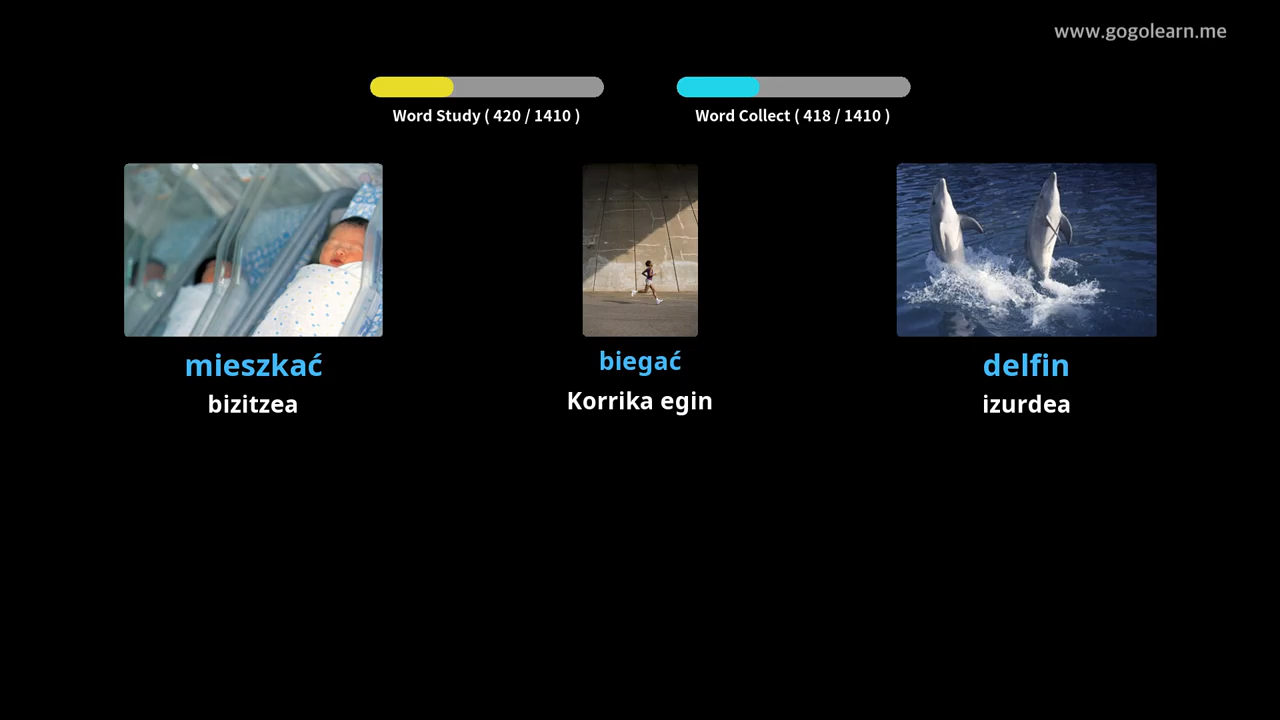 www.gogolearn.me
Word Study ( 420 / 1410 )
Word Collect ( 418 / 1410 )
mieszkać
bizitzea
biegać
Korrika egin
delfin
izurdea